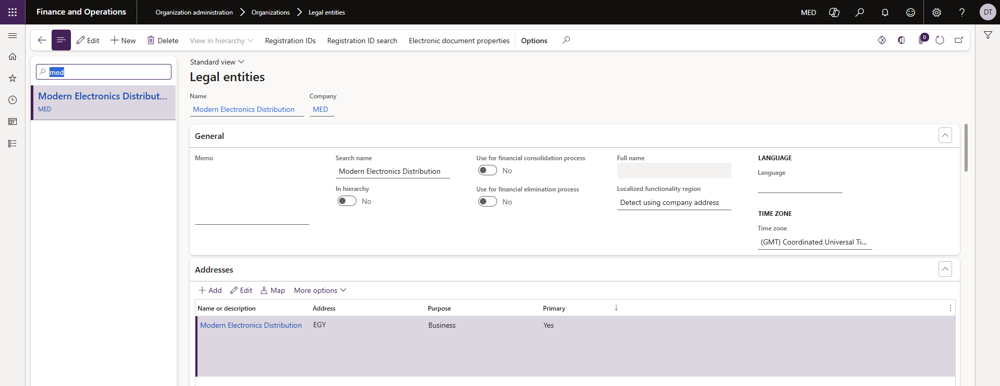 Finance and Operations
Organization administration
Organizations
Legal entities
MED
?
DT
Edit
New
Delete
View in hierarchy
Registration IDs
Registration ID search
Electronic document properties
Options
0
med
Modern Electronics Distribut...
MED
Standard view
Legal entities
Name
Company
Modern Electronics Distribution
MED
General
Memo
Search name
Modern Electronics Distribution
In hierarchy
No
Use for financial consolidation process
No
Use for financial elimination process
No
Full name
Localized functionality region
Detect using company address
LANGUAGE
Language
TIME ZONE
Time zone
(GMT) Coordinated Universal Ti...
Addresses
Add
Edit
Map
More options
Name or description
Address
Purpose
Primary
Modern Electronics Distribution
EGY
Business
Yes